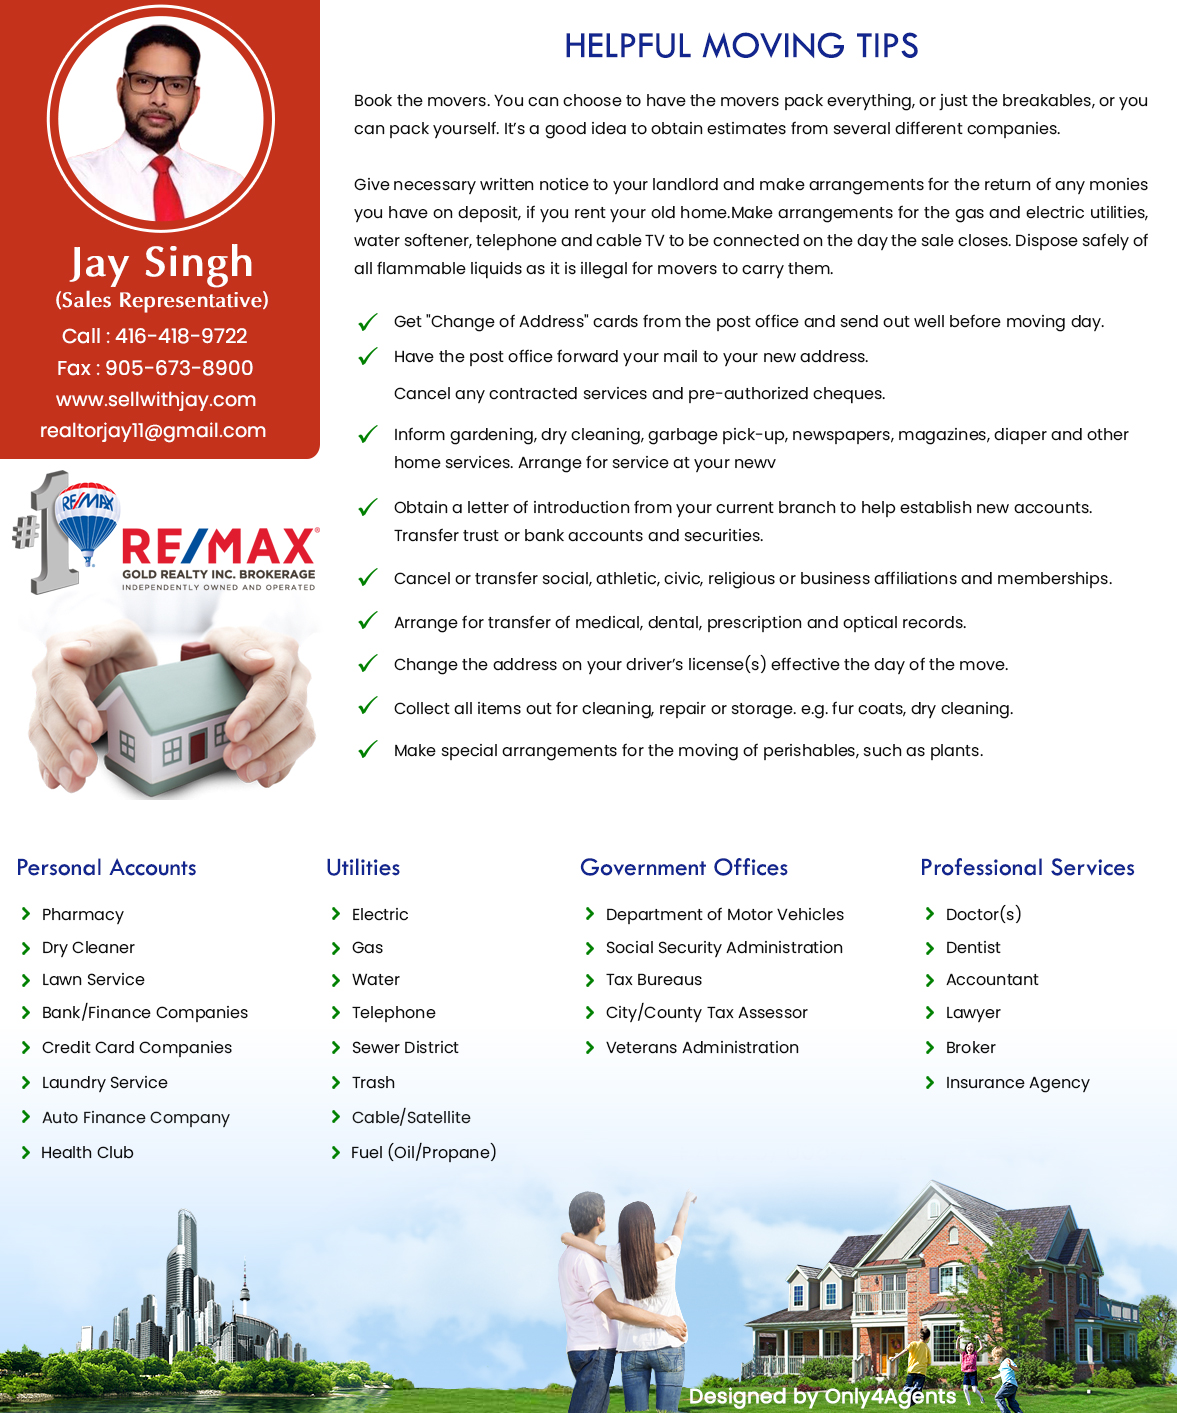 Jay Singh
(Sales Representative)
Call : 416-418-9722
Fax : 905-673-8900
www.sellwithjay.com
realtorjay11@gmail.com
#1
RE/MAX
RE/MAX®
GOLD REALTY INC. BROKERAGE
INDEPENDENTLY OWNED AND OPERATED
HELPFUL MOVING TIPS
Book the movers. You can choose to have the movers pack everything, or just the breakables, or you
can pack yourself. It’s a good idea to obtain estimates from several different companies.
Give necessary written notice to your landlord and make arrangements for the return of any monies
you have on deposit, if you rent your old home.Make arrangements for the gas and electric utilities,
water softener, telephone and cable TV to be connected on the day the sale closes. Dispose safely of
all flammable liquids as it is illegal for movers to carry them.
Get "Change of Address" cards from the post office and send out well before moving day.
Have the post office forward your mail to your new address.
Cancel any contracted services and pre-authorized cheques.
Inform gardening, dry cleaning, garbage pick-up, newspapers, magazines, diaper and other
home services. Arrange for service at your newv
Obtain a letter of introduction from your current branch to help establish new accounts.
Transfer trust or bank accounts and securities.
Cancel or transfer social, athletic, civic, religious or business affiliations and memberships.
Arrange for transfer of medical, dental, prescription and optical records.
Change the address on your driver’s license(s) effective the day of the move.
Collect all items out for cleaning, repair or storage. e.g. fur coats, dry cleaning.
Make special arrangements for the moving of perishables, such as plants.
Personal Accounts
Pharmacy
Dry Cleaner
Lawn Service
Bank/Finance Companies
Credit Card Companies
Laundry Service
Auto Finance Company
Health Club
Utilities
Electric
Gas
Water
Telephone
Sewer District
Trash
Cable/Satellite
Fuel (Oil/Propane)
Government Offices
Department of Motor Vehicles
Social Security Administration
Tax Bureaus
City/County Tax Assessor
Veterans Administration
Professional Services
Doctor(s)
Dentist
Accountant
Lawyer
Broker
Insurance Agency
Designed by Only4Agents